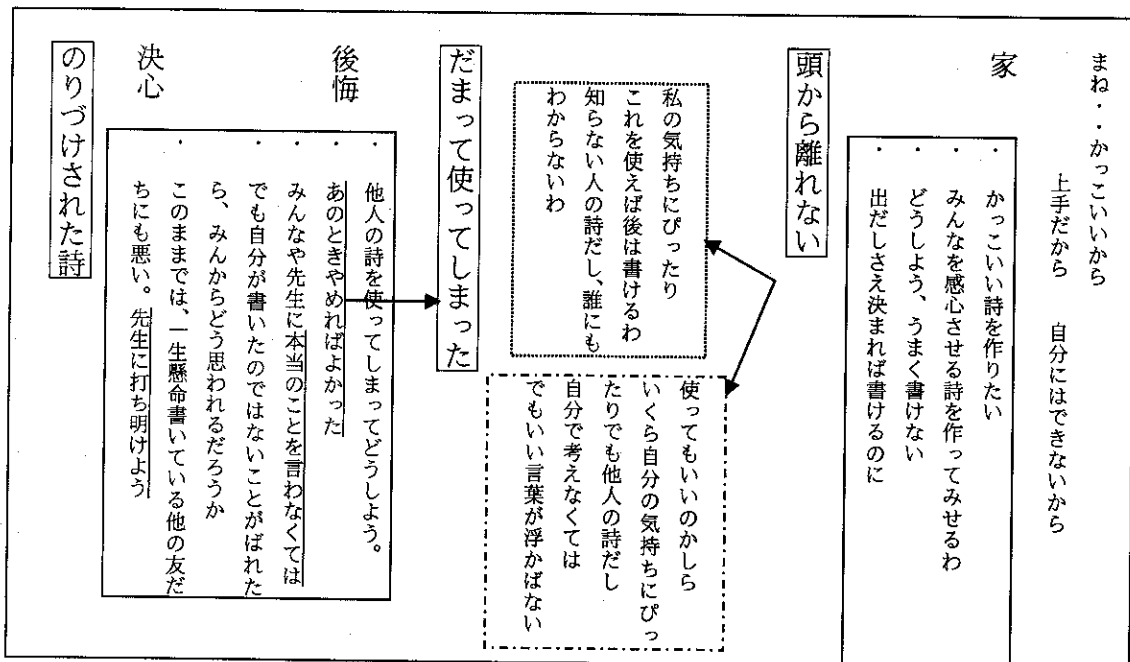 まね・・かっこいいから
上手だから　自分にはできないから
家
・かっこいい詩を作りたい
・みんなを感心させる詩を作ってみせるわ
・どうしよう、うまく書けない
・出だしさえ決まれば書けるのに
頭から離れない
私の気持ちにぴったり
これを使えば後は書けるわ
知らない人の詩だし、誰にも
わからないわ
使ってもいいのかしら
いくら自分の気持ちにぴっ
たりでも他人の詩だし
自分で考えなくては
でもいい言葉が浮かばない
だまって使ってしまった
後悔
・他人の詩を使ってしまってどうしよう。
・あのときやめればよかった
・みんなや先生に本当のことを言わなくては
・でも自分が書いたのではないことがばれた
ら、みんからどう思われるだろうか
・このままでは、一生懸命書いている他の友だ
ちにも悪い。先生に打ち明けよう
決心
のりづけされた詩